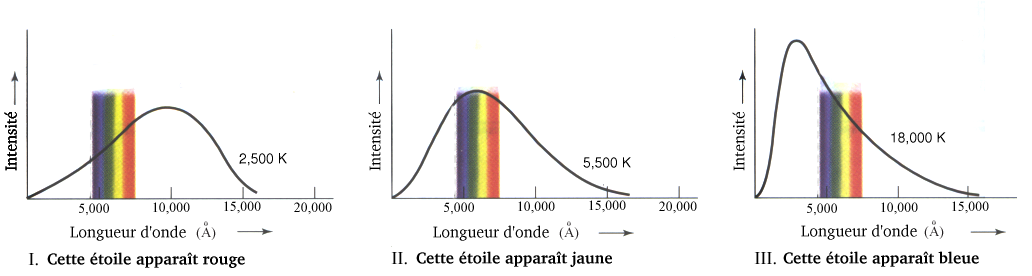 Intensité
2,500 K
5,000 10,000 15,000 20,000
Longueur d'onde (Å)
I. Cette étoile apparaît rouge
Intensité
5,500 K
5,000 10,000 15,000 20,000
Longueur d'onde (Å)
II. Cette étoile apparaît jaune
Intensité
18,000 K
5,000 10,000 15,000
Longueur d'onde (Å)
III. Cette étoile apparaît bleue